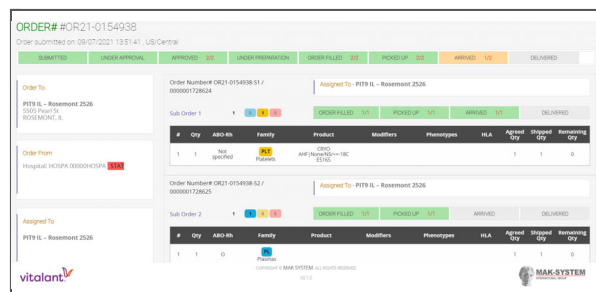 ORDER# #OR21-0154938
Order submitted on: 09/07/2021 13:51:41 , US/Central
SUBMITTED UNDER APPROVAL APPROVED 2/2 UNDER PREPARATION ORDER FILLED 2/2 PICKED UP 2/2 ARRIVED 1/2 DELIVERED
Order To
PIT9 IL – Rosemont 2526
5505 Pearl St.
ROSEMONT, IL
Order From
Hospital: HOSPA 00000HOSPA STAT
Assigned To
PIT9 IL – Rosemont 2526
Order Number# OR21-0154938-S1 /
0000001728624
Assigned To - PIT9 IL – Rosemont 2526
Sub Order 1
ORDER FILLED 1/1 PICKED UP 1/1 ARRIVED 1/1 DELIVERED
# Qty ABO-Rh Family Product Modifiers Phenotypes HLA Agreed Qty Shipped Qty Remaining Qty
1 1 Not specified PLT Platelets CRYO AHF|None/NS/<=-18C E5165 1 1 0
Order Number# OR21-0154938-S2 /
0000001728625
Assigned To - PIT9 IL – Rosemont 2526
Sub Order 2
ORDER FILLED 1/1 PICKED UP 1/1 ARRIVED DELIVERED
# Qty ABO-Rh Family Product Modifiers Phenotypes HLA Agreed Qty Shipped Qty Remaining Qty
1 1 O PL Plasmas 1 1 0
vitalant
COPYRIGHT © MAK-SYSTEM. ALL RIGHTS RESERVED.
MAK-SYSTEM
INTERNATIONAL GROUP